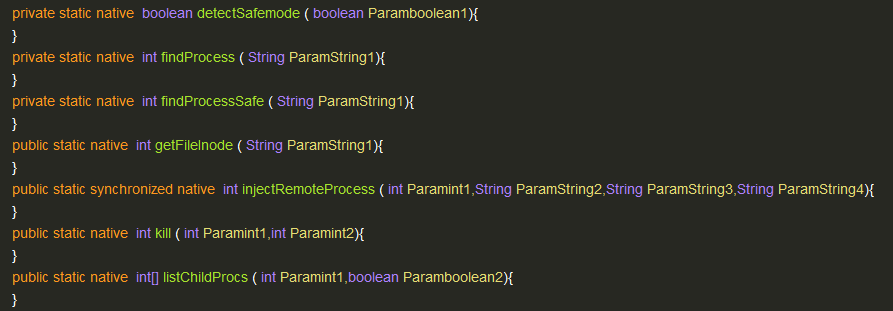 private static native boolean detectSafemode ( boolean Paramboolean1){
}
private static native int findProcess ( String ParamString1){
}
private static native int findProcessSafe ( String ParamString1){
}
public static native int getFileInode ( String ParamString1){
}
public static synchronized native int injectRemoteProcess ( int Paramint1,String ParamString2,String ParamString3,String ParamString4){
}
public static native int kill ( int Paramint1,int Paramint2){
}
public static native int[] listChildProcs ( int Paramint1,boolean Paramboolean2){
}